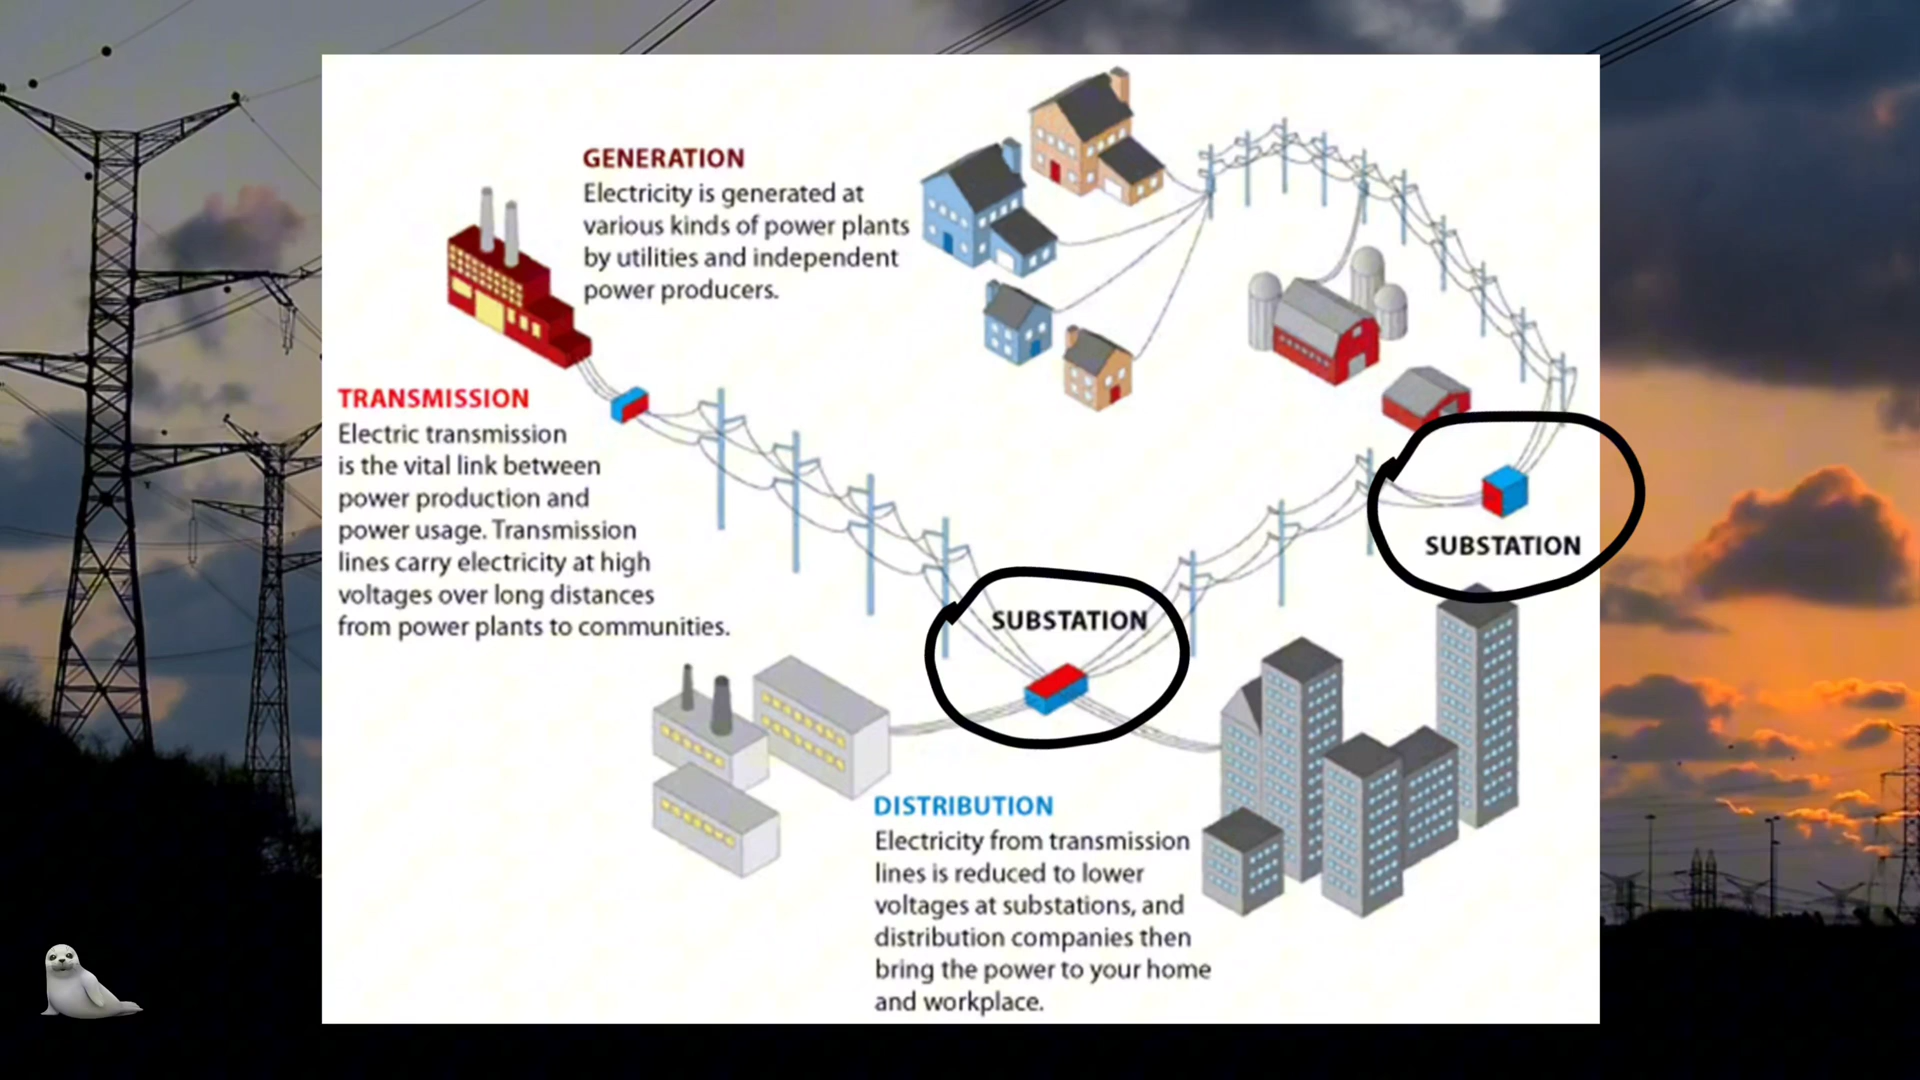 GENERATION
Electricity is generated at
various kinds of power plants
by utilities and independent
power producers.
TRANSMISSION
Electric transmission
is the vital link between
power production and
power usage. Transmission
lines carry electricity at high
voltages over long distances
from power plants to communities.
SUBSTATION
SUBSTATION
DISTRIBUTION
Electricity from transmission
lines is reduced to lower
voltages at substations, and
distribution companies then
bring the power to your home
and workplace.